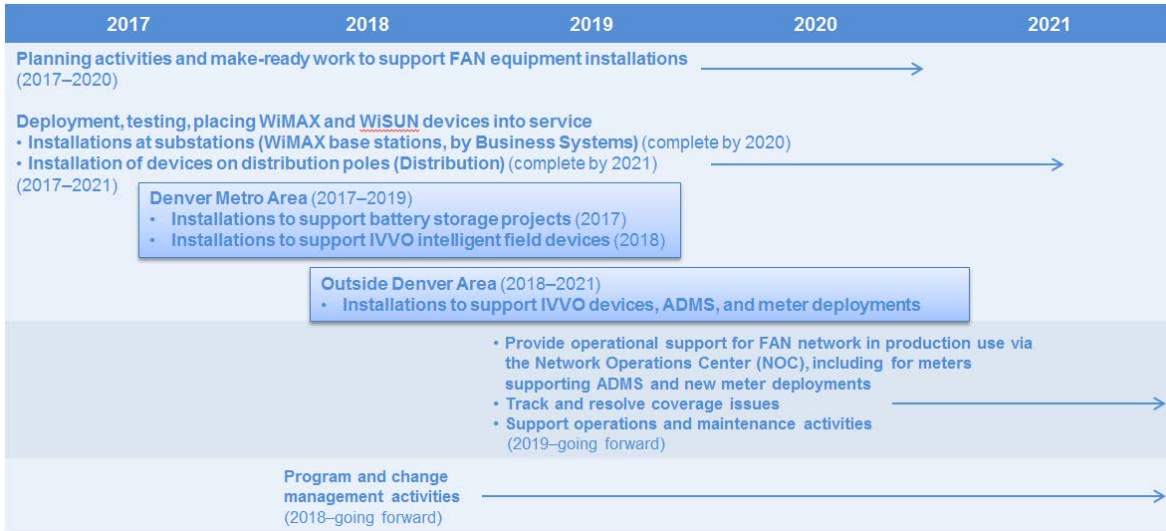 2017 2018 2019 2020 2021
Planning activities and make-ready work to support FAN equipment installations
(2017–2020)
Deployment, testing, placing WiMAX and WiSUN devices into service
• Installations at substations (WiMAX base stations, by Business Systems) (complete by 2020)
• Installation of devices on distribution poles (Distribution) (complete by 2021)
(2017–2021)
Denver Metro Area (2017–2019)
• Installations to support battery storage projects (2017)
• Installations to support IVVO intelligent field devices (2018)
Outside Denver Area (2018–2021)
• Installations to support IVVO devices, ADMS, and meter deployments
• Provide operational support for FAN network in production use via
the Network Operations Center (NOC), including for meters
supporting ADMS and new meter deployments
• Track and resolve coverage issues
• Support operations and maintenance activities
(2019–going forward)
Program and change
management activities
(2018–going forward)